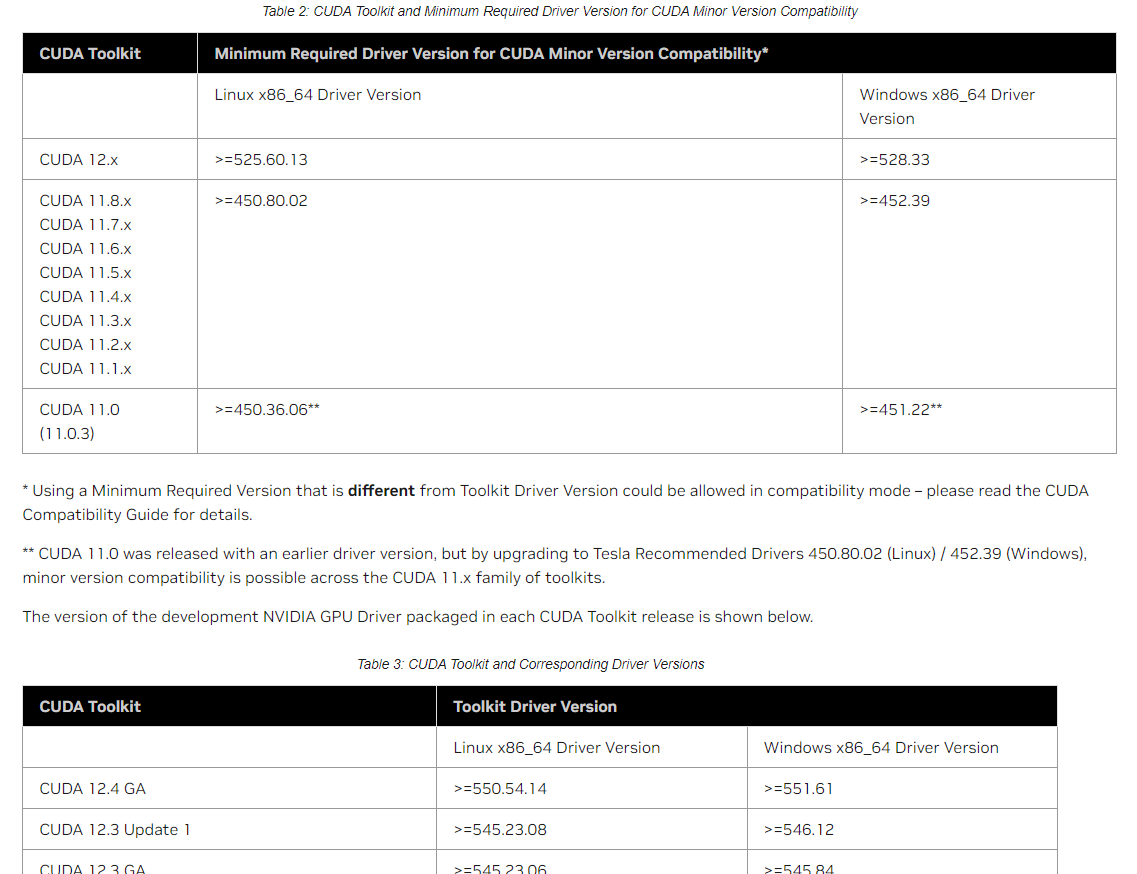 Table 2: CUDA Toolkit and Minimum Required Driver Version for CUDA Minor Version Compatibility
CUDA Toolkit
Minimum Required Driver Version for CUDA Minor Version Compatibility*
Linux x86_64 Driver Version
Windows x86_64 Driver
Version
CUDA 12.x
>=525.60.13
>=528.33
CUDA 11.8.x
CUDA 11.7.x
CUDA 11.6.x
CUDA 11.5.x
CUDA 11.4.x
CUDA 11.3.x
CUDA 11.2.x
CUDA 11.1.x
>=450.80.02
>=452.39
CUDA 11.0
(11.0.3)
>=450.36.06**
>=451.22**
* Using a Minimum Required Version that is different from Toolkit Driver Version could be allowed in compatibility mode – please read the CUDA
Compatibility Guide for details.
** CUDA 11.0 was released with an earlier driver version, but by upgrading to Tesla Recommended Drivers 450.80.02 (Linux) / 452.39 (Windows),
minor version compatibility is possible across the CUDA 11.x family of toolkits.
The version of the development NVIDIA GPU Driver packaged in each CUDA Toolkit release is shown below.
Table 3: CUDA Toolkit and Corresponding Driver Versions
CUDA Toolkit
Toolkit Driver Version
Linux x86_64 Driver Version
Windows x86_64 Driver Version
CUDA 12.4 GA
>=550.54.14
>=551.61
CUDA 12.3 Update 1
>=545.23.08
>=546.12
CUDA 12.3 GA
>=545.23.06
>=545.84